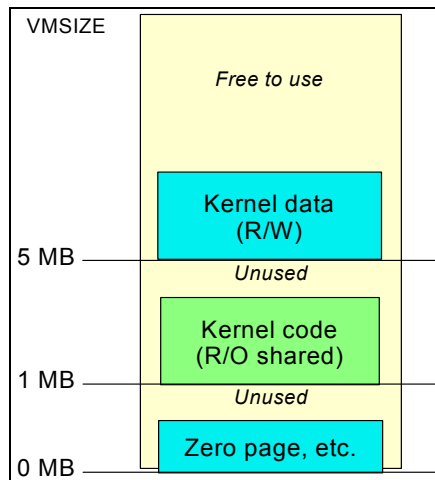 VMSIZE
Free to use
Kernel data
(R/W)
5 MB
Unused
Kernel code
(R/O shared)
1 MB
Unused
Zero page, etc.
0 MB